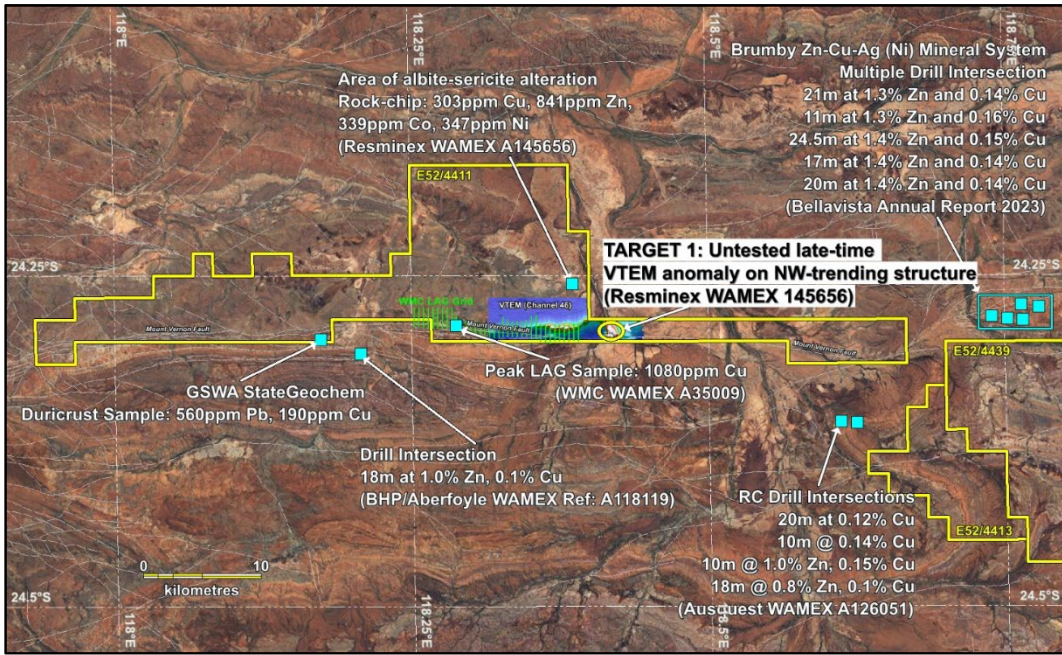 118°E
118.25°E
118.5°E
118.75°E
Brumby Zn-Cu-Ag (Ni) Mineral System
Multiple Drill Intersection
21m at 1.3% Zn and 0.14% Cu
11m at 1.3% Zn and 0.16% Cu
24.5m at 1.4% Zn and 0.15% Cu
17m at 1.4% Zn and 0.14% Cu
20m at 1.4% Zn and 0.14% Cu
(Bellavista Annual Report 2023)
Area of albite-sericite alteration
Rock-chip: 303ppm Cu, 841ppm Zn,
339ppm Co, 347ppm Ni
(Resminex WAMEX A145656)
E52/4411
24.25°S
24.25°S
TARGET 1: Untested late-time
VTEM anomaly on NW-trending structure
(Resminex WAMEX 145656)
WMC LAG Grid
VTEM (Channel 46)
Mount Vernon Fault
Mount Vernon Fault
Mount Vernon Fault
E52/4439
Peak LAG Sample: 1080ppm Cu
(WMC WAMEX A35009)
GSWA StateGeochem
Duricrust Sample: 560ppm Pb, 190ppm Cu
Drill Intersection
18m at 1.0% Zn, 0.1% Cu
(BHP/Aberfoyle WAMEX Ref: A118119)
RC Drill Intersections
20m at 0.12% Cu
10m @ 0.14% Cu
10m @ 1.0% Zn, 0.15% Cu
18m @ 0.8% Zn, 0.1% Cu
(Ausquest WAMEX A126051)
E52/4413
0 10
kilometres
24.5°S
24.5°S
118°E
118.25°E
118.5°E
118.75°E